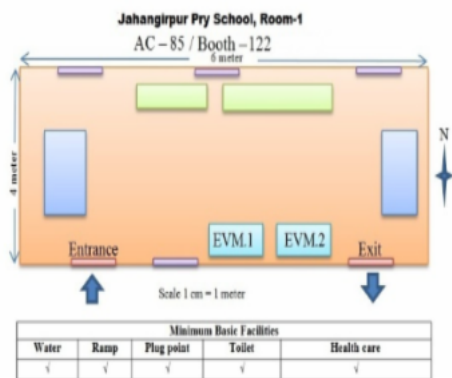 Jahangirpur Pry School, Room-1
AC – 85 / Booth –122
6 meter
N
4 meter
EVM.1 EVM.2
Entrance Exit
Scale 1 cm = 1 meter
Minimum Basic Facilities
Water Ramp Plug point Toilet Health care
√ √ √ √ √